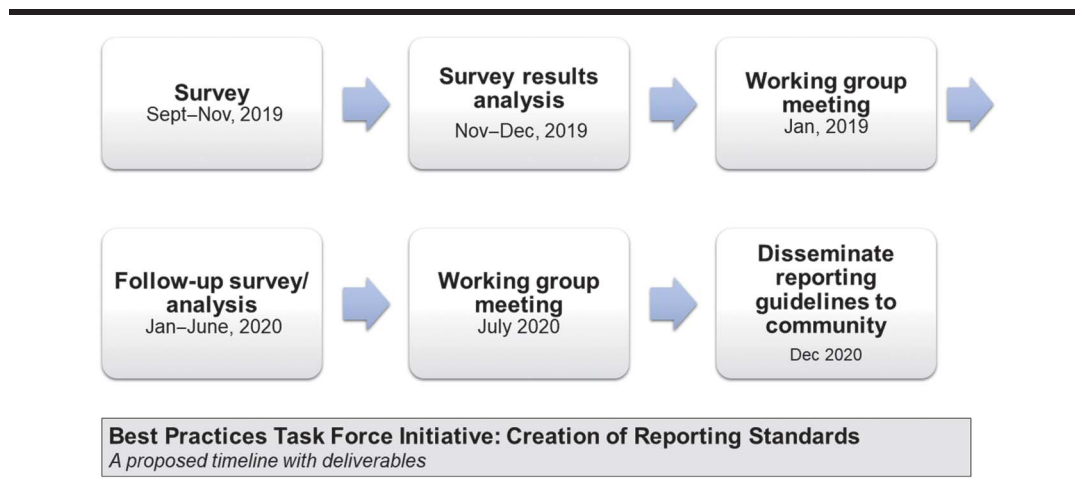 Survey
Sept–Nov, 2019
Survey results
analysis
Nov–Dec, 2019
Working group
meeting
Jan, 2019
Follow-up survey/
analysis
Jan–June, 2020
Working group
meeting
July 2020
Disseminate
reporting
guidelines to
community
Dec 2020
Best Practices Task Force Initiative: Creation of Reporting Standards
A proposed timeline with deliverables